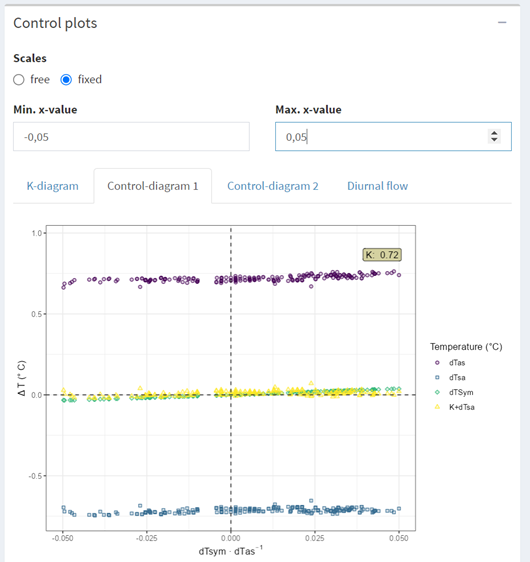 Control plots
Scales
free fixed
Min. x-value Max. x-value
-0,05 0,05
K-diagram Control-diagram 1 Control-diagram 2 Diurnal flow
1.0
K: 0.72
0.5
Temperature (°C)
dTas
dTsa
dTSym
K+dTsa
Δ T (° C)
0.0
-0.5
-0.050 -0.025 0.000 0.025 0.050
dTsym · dTas⁻¹